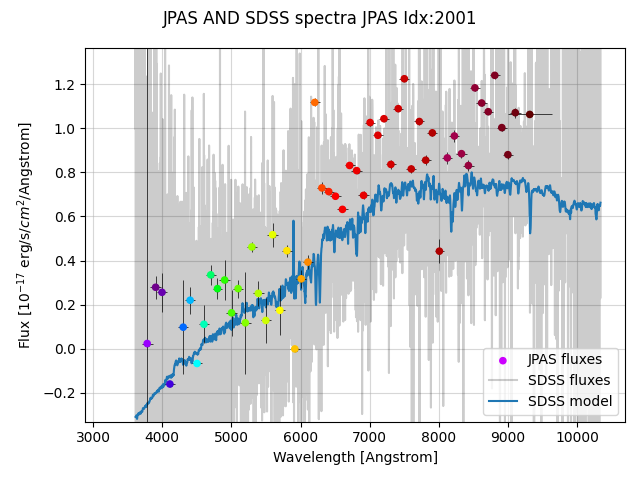 JPAS AND SDSS spectra JPAS Idx:2001
Flux [10⁻¹⁷ erg/s/cm²/Angstrom]
1.2
1.0
0.8
0.6
0.4
0.2
0.0
−0.2
JPAS fluxes
SDSS fluxes
SDSS model
3000 4000 5000 6000 7000 8000 9000 10000
Wavelength [Angstrom]